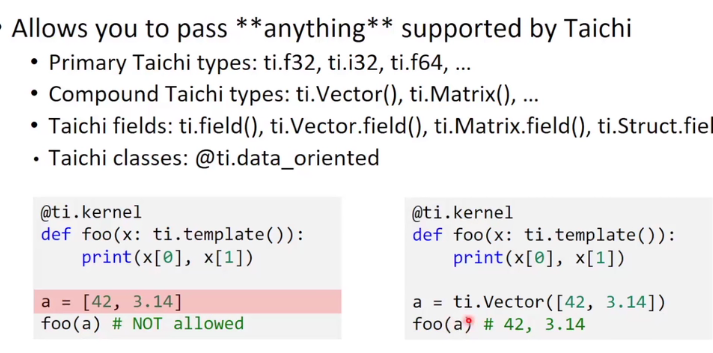 • Allows you to pass **anything** supported by Taichi
• Primary Taichi types: ti.f32, ti.i32, ti.f64, ...
• Compound Taichi types: ti.Vector(), ti.Matrix(), ...
• Taichi fields: ti.field(), ti.Vector.field(), ti.Matrix.field(), ti.Struct.fiel
• Taichi classes: @ti.data_oriented
@ti.kernel
def foo(x: ti.template()):
    print(x[0], x[1])
a = [42, 3.14]
foo(a) # NOT allowed
@ti.kernel
def foo(x: ti.template()):
    print(x[0], x[1])
a = ti.Vector([42, 3.14])
foo(a) # 42, 3.14